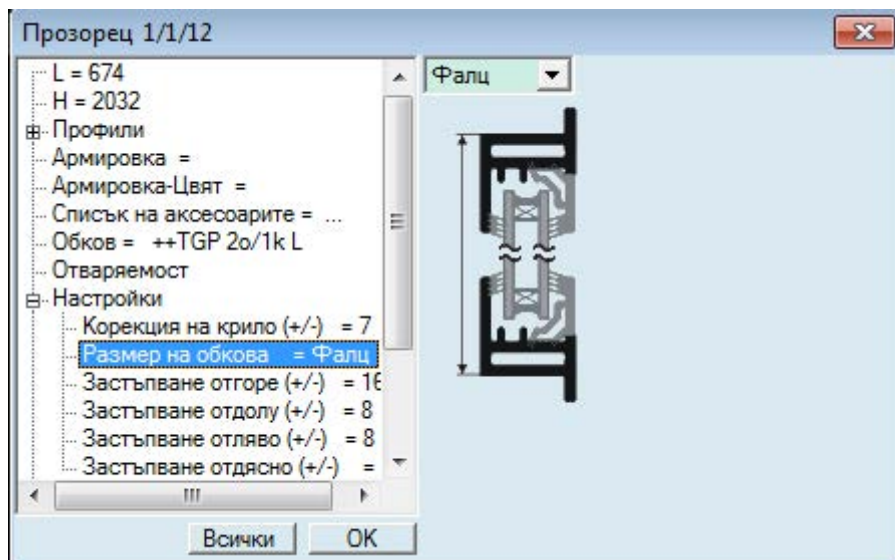 Прозорец 1/1/12
L = 674
H = 2032
Профили
Армировка =
Армировка-Цвят =
Списък на аксесоарите = ...
Обков = ++TGP 2o/1k L
Отваряемост
Настройки
Корекция на крило (+/-) = 7
Размер на обкова = Фалц
Застъпване отгоре (+/-) = 16
Застъпване отдолу (+/-) = 8
Застъпване отляво (+/-) = 8
Застъпване отдясно (+/-) =
Фалц
Всички
OK